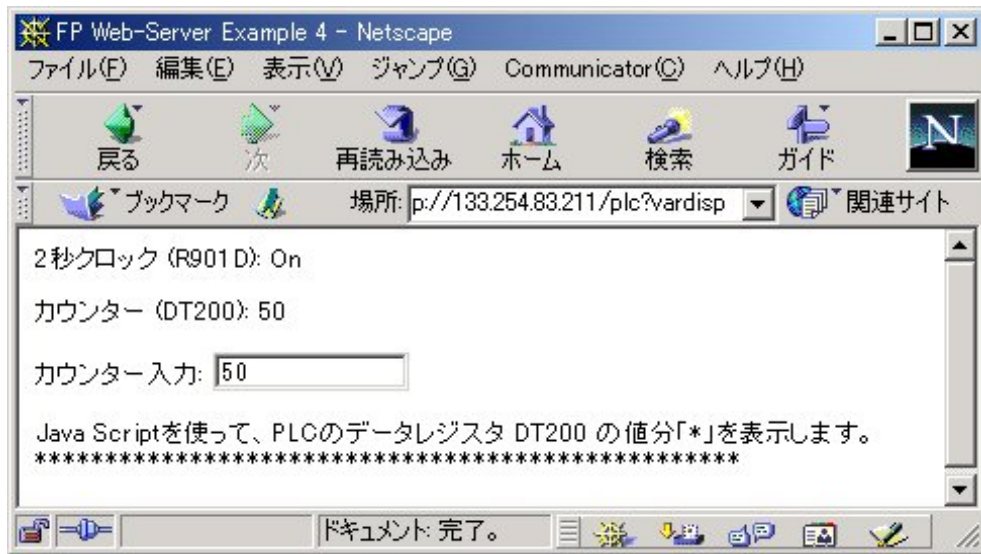 FP Web-Server Example 4 - Netscape
ファイル(F) 編集(E) 表示(V) ジャンプ(G) Communicator(C) ヘルプ(H)
戻る 次 再読み込み ホーム 検索 ガイド N
ブックマーク 場所: p://133.254.83.211/plc?vardisp 関連サイト
2秒クロック (R901D): On
カウンター (DT200): 50
カウンター入力: 50
Java Scriptを使って、PLCのデータレジスタ DT200 の値分「*」を表示します。
**************************************************
ドキュメント: 完了。